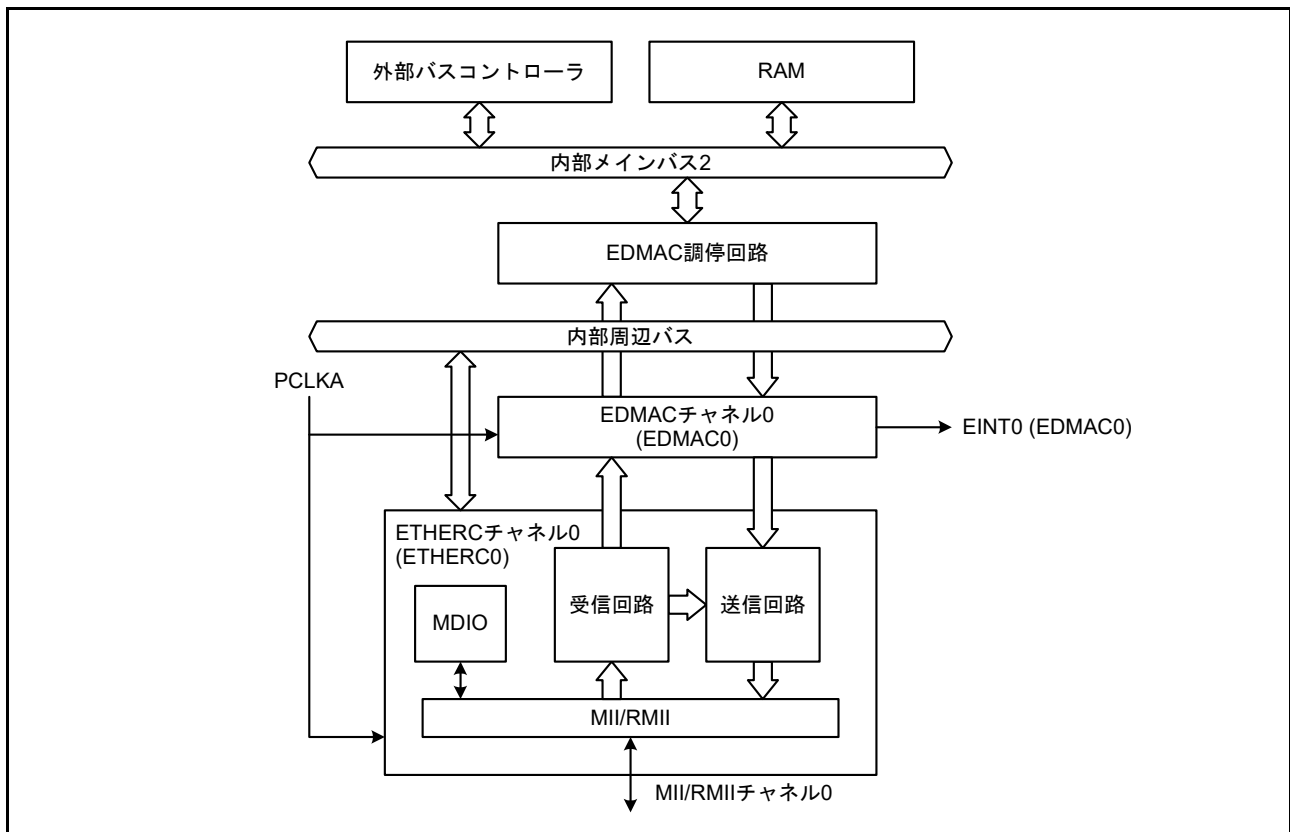 外部バスコントローラ
RAM
内部メインバス2
EDMAC調停回路
内部周辺バス
PCLKA
EDMACチャネル0
(EDMAC0)
EINT0 (EDMAC0)
ETHERCチャネル0
(ETHERC0)
MDIO
受信回路
送信回路
MII/RMII
MII/RMIIチャネル0